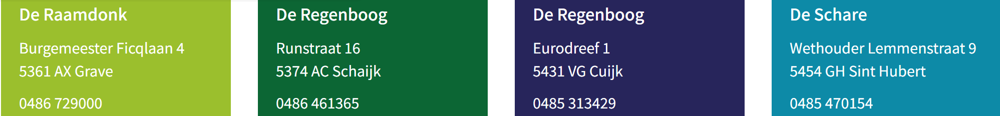 De Raamdonk
Burgemeester Ficqlaan 4
5361 AX Grave
0486 729000
De Regenboog
Runstraat 16
5374 AC Schaijk
0486 461365
De Regenboog
Eurodreef 1
5431 VG Cuijk
0485 313429
De Schare
Wethouder Lemmenstraat 9
5454 GH Sint Hubert
0485 470154